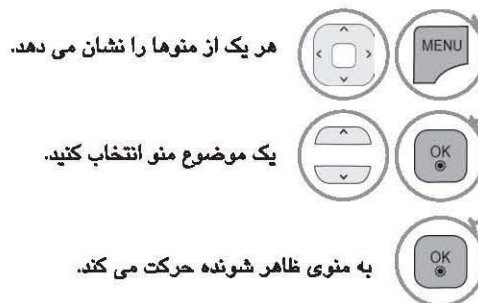 هر یک از منوها را نشان می دهد.
MENU
یک موضوع منو انتخاب کنید.
OK
به منوی ظاهر شونده حرکت می کند.
OK